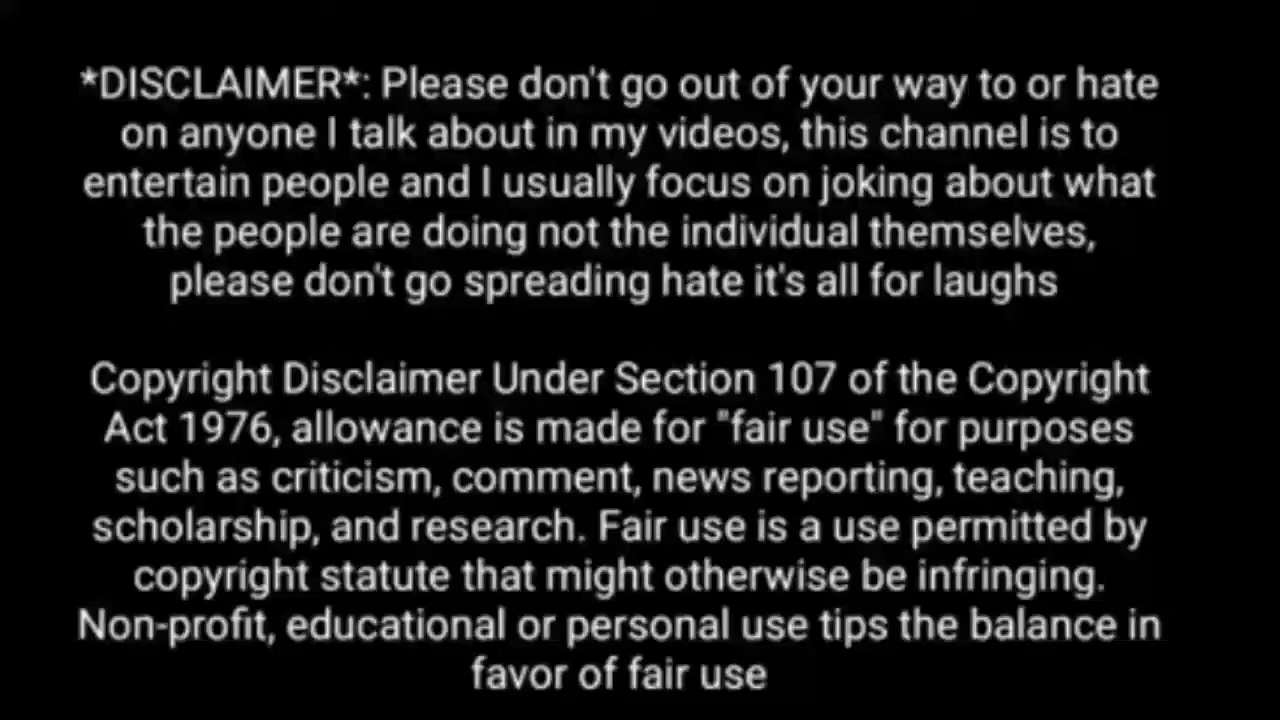 *DISCLAIMER*: Please don't go out of your way to or hate
on anyone I talk about in my videos, this channel is to
entertain people and I usually focus on joking about what
the people are doing not the individual themselves,
please don't go spreading hate it's all for laughs
Copyright Disclaimer Under Section 107 of the Copyright
Act 1976, allowance is made for "fair use" for purposes
such as criticism, comment, news reporting, teaching,
scholarship, and research. Fair use is a use permitted by
copyright statute that might otherwise be infringing.
Non-profit, educational or personal use tips the balance in
favor of fair use